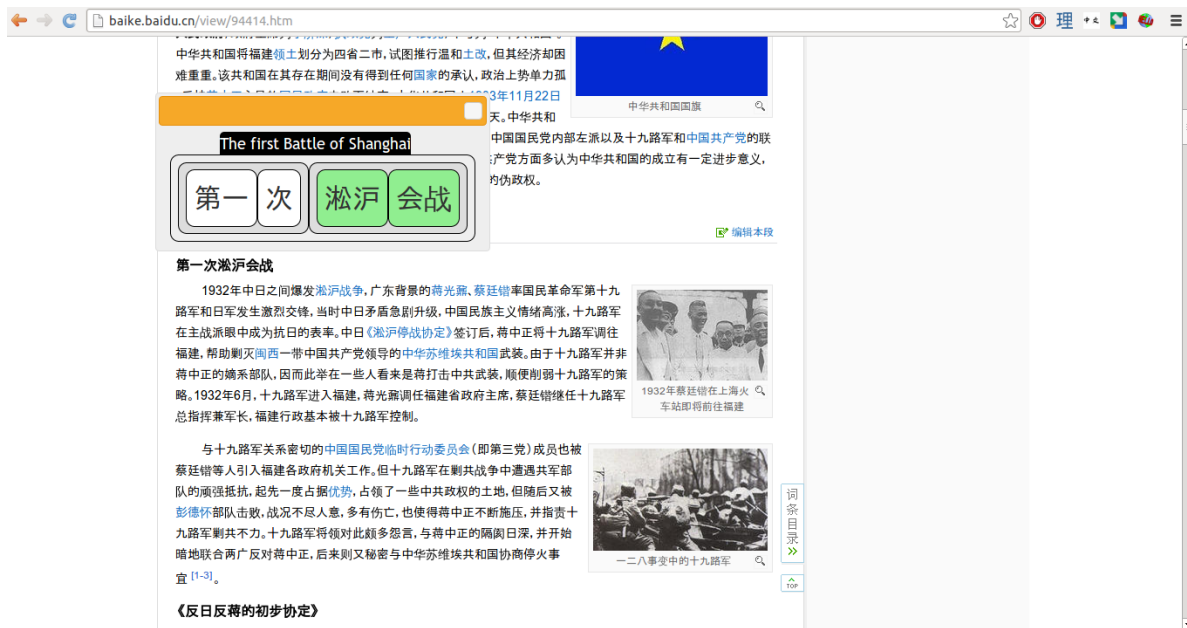 baike.baidu.cn/view/94414.htm
理
中华共和国将福建领土划分为四省二市，试图推行温和土改，但其经济却困
难重重。该共和国在其存在期间没有得到任何国家的承认，政治上势单力孤
3年11月22日
中华共和国国旗
天。中华共和
The first Battle of Shanghai
中国国民党内部左派以及十九路军和中国共产党的联
产党方面多认为中华共和国的成立有一定进步意义，
的伪政权。
第一 次 淞沪 会战
编辑本段
第一次淞沪会战
1932年中日之间爆发淞沪战争，广东背景的蒋光鼐、蔡廷锴率国民革命军第十九
路军和日军发生激烈交锋，当时中日矛盾急剧升级，中国民族主义情绪高涨，十九路军
在主战派眼中成为抗日的表率。中日《淞沪停战协定》签订后，蒋中正将十九路军调往
福建，帮助剿灭闽西一带中国共产党领导的中华苏维埃共和国武装。由于十九路军并非
蒋中正的嫡系部队，因而此举在一些人看来是蒋打击中共武装，顺便削弱十九路军的策
略。1932年6月，十九路军进入福建，蒋光鼐调任福建省政府主席，蔡廷锴继任十九路军
总指挥兼军长，福建行政基本被十九路军控制。
1932年蔡廷锴在上海火
车站即将前往福建
与十九路军关系密切的中国国民党临时行动委员会（即第三党）成员也被
蔡廷锴等人引入福建各政府机关工作。但十九路军在剿共战争中遭遇共军部
队的顽强抵抗，起先一度占据优势，占领了一些中共政权的土地，但随后又被
彭德怀部队击败，战况不尽人意，多有伤亡，也使得蒋中正不断施压，并指责十
九路军剿共不力。十九路军将领对此颇多怨言，与蒋中正的隔阂日深，并开始
暗地联合两广反对蒋中正，后来则又秘密与中华苏维埃共和国协商停火事
宜 [1-3]。
一二八事变中的十九路军
词
条
目
录
TOP
《反日反蒋的初步协定》